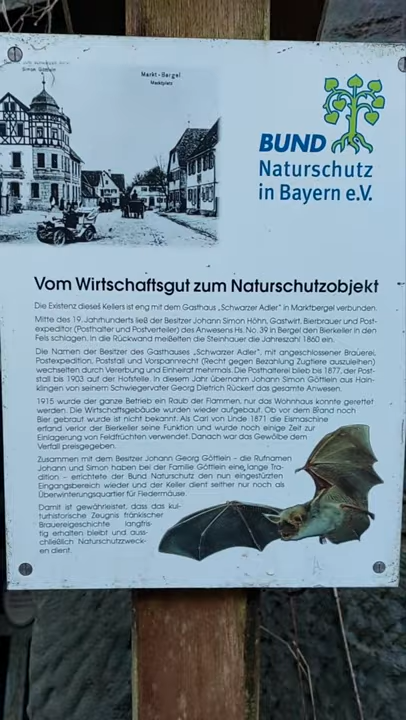 Simon Göttlein
Markt-Bergel
Marktplatz
BUND
Naturschutz
in Bayern e.V.
Vom Wirtschaftsgut zum Naturschutzobjekt
Die Existenz dieses Kellers ist eng mit dem Gasthaus „Schwarzer Adler" in Marktbergel verbunden.
Mitte des 19. Jahrhunderts ließ der Besitzer Johann Simon Höhn, Gastwirt, Bierbrauer und Post-
expeditor (Posthalter und Postverteiler) des Anwesens Hs. No. 39 in Bergel den Bierkeller in den
Fels schlagen. In die Rückwand meißelten die Steinhauer die Jahreszahl 1860 ein.
Die Namen der Besitzer des Gasthauses „Schwarzer Adler", mit angeschlossener Brauerei,
Postexpedition, Poststall und Vorspannrecht (Recht gegen Bezahlung Zugtiere auszuleihen)
wechselten durch Vererbung und Einheirat mehrmals. Die Posthalterei blieb bis 1877, der Post-
stall bis 1903 auf der Hofstelle. In diesem Jahr übernahm Johann Simon Göttlein aus Hain-
klingen von seinem Schwiegervater Georg Dietrich Rückert das gesamte Anwesen.
1915 wurde der ganze Betrieb ein Raub der Flammen, nur das Wohnhaus konnte gerettet
werden. Die Wirtschaftsgebäude wurden wieder aufgebaut. Ob vor dem Brand noch
Bier gebraut wurde ist nicht bekannt. Als Carl von Linde 1871 die Eismaschine
erfand verlor der Bierkeller seine Funktion und wurde noch einige Zeit zur
Einlagerung von Feldfrüchten verwendet. Danach war das Gewölbe dem
Verfall preisgegeben.
Zusammen mit dem Besitzer Johann Georg Göttlein – die Rufnamen
Johann und Simon haben bei der Familie Göttlein eine lange Tra-
dition – errichtete der Bund Naturschutz den nun eingestürzten
Eingangsbereich wieder und der Keller dient seither nur noch als
Überwinterungsquartier für Fledermäuse.
Damit ist gewährleistet, dass das kul-
turhistorische Zeugnis fränkischer
Brauereigeschichte langfris-
tig erhalten bleibt und aus-
schließlich Naturschutzzweck-
en dient.